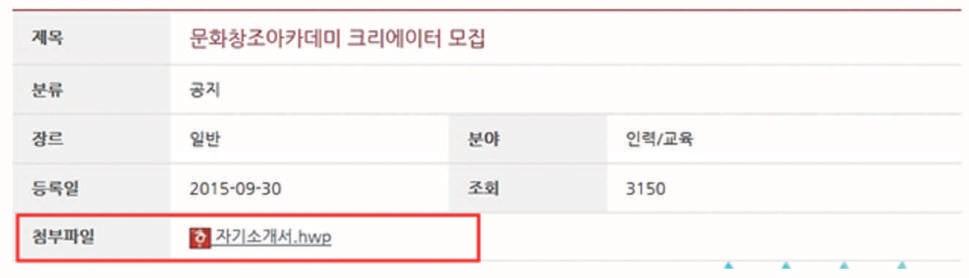 제목 문화창조아카데미 크리에이터 모집
분류 공지
장르 일반 분야 인력/교육
등록일 2015-09-30 조회 3150
첨부파일 자기소개서.hwp